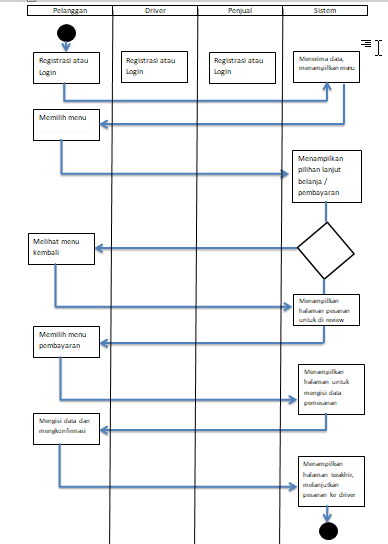 Pelanggan Driver Penjual Sistem
Registrasi atau
Login
Registrasi atau
Login
Registrasi atau
Login
Menerima data,
menampilkan menu
Memilih menu
Menampilkan
pilihan lanjut
belanja /
pembayaran
Melihat menu
kembali
Menampilkan
halaman pesanan
untuk di review
Memilih menu
pembayaran
Menampilkan
halaman untuk
mengisi data
pemesanan
Mengisi data dan
mengkonfirmasi
Menampilkan
halaman terakhir,
melanjutkan
pesanan ke driver